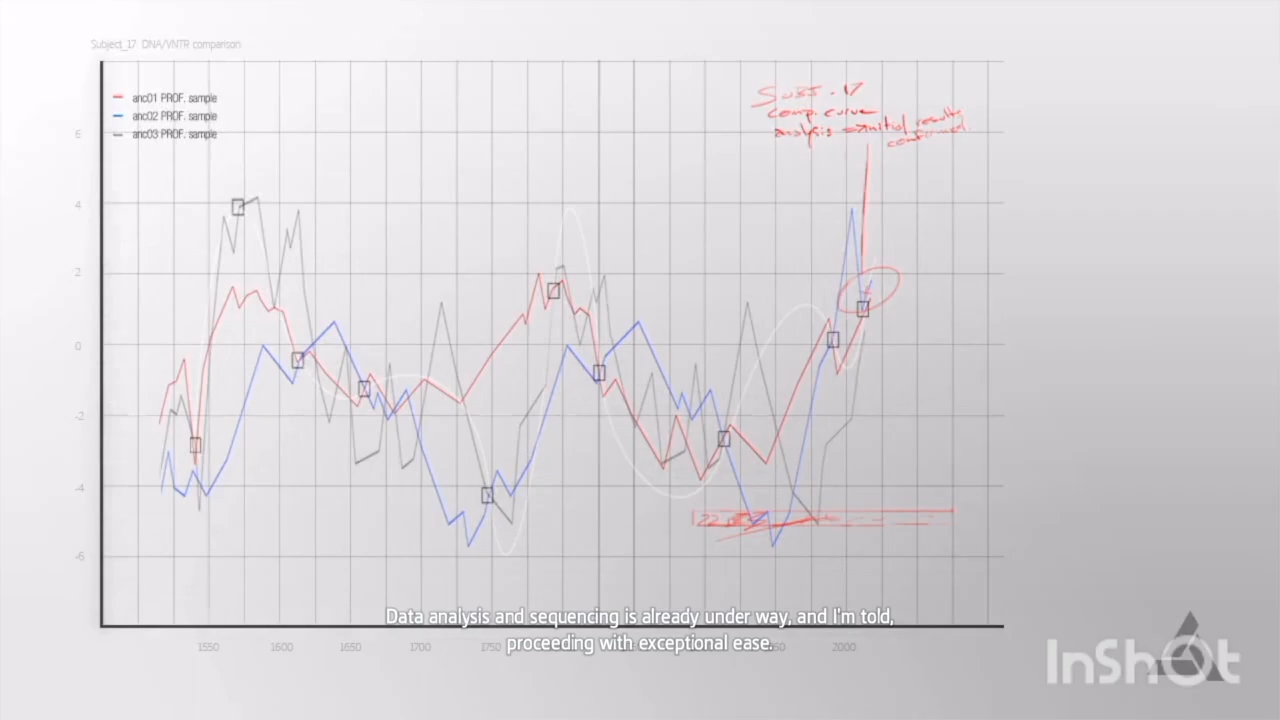 Subject_17 DNA/VNTR comparison
anc01 PROF. sample
anc02 PROF. sample
anc03 PROF. sample
SUBJ. 17
comp. curve
analysis initial results
confirmed.
6
4
2
0
-2
-4
-6
Data analysis and sequencing is already under way, and I'm told,
proceeding with exceptional ease.
1550 1600 1650 1700 1750 2000
InShot